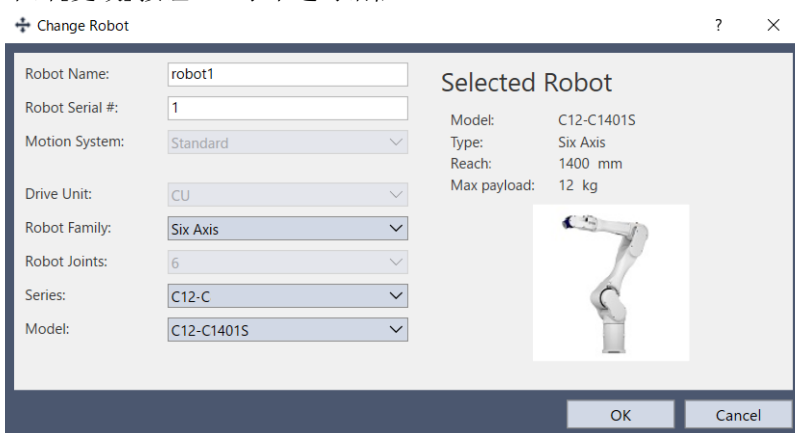 Change Robot
?
Robot Name:
robot1
Robot Serial #:
1
Motion System:
Standard
Drive Unit:
CU
Robot Family:
Six Axis
Robot Joints:
6
Series:
C12-C
Model:
C12-C1401S
Selected Robot
Model: C12-C1401S
Type: Six Axis
Reach: 1400 mm
Max payload: 12 kg
OK
Cancel